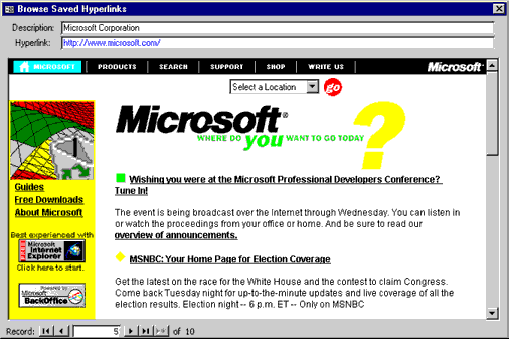 Browse Saved Hyperlinks
Description: Microsoft Corporation
Hyperlink: http://www.microsoft.com/
MICROSOFT PRODUCTS SEARCH SUPPORT SHOP WRITE US Microsoft
Select a Location go
Microsoft®
WHERE DO you WANT TO GO TODAY ?
Wishing you were at the Microsoft Professional Developers Conference?
Tune In!
Guides
Free Downloads
About Microsoft
The event is being broadcast over the Internet through Wednesday. You can listen in
or watch the proceedings from your office or home. And be sure to read our
overview of announcements.
Best experienced with
Microsoft
Internet
Explorer
Click here to start.
MSNBC: Your Home Page for Election Coverage
Powered by
Microsoft
BackOffice
Get the latest on the race for the White House and the contest to claim Congress.
Come back Tuesday night for up-to-the-minute updates and live coverage of all the
election results. Election night -- 6 p.m. ET -- Only on MSNBC
Record: 5 of 10